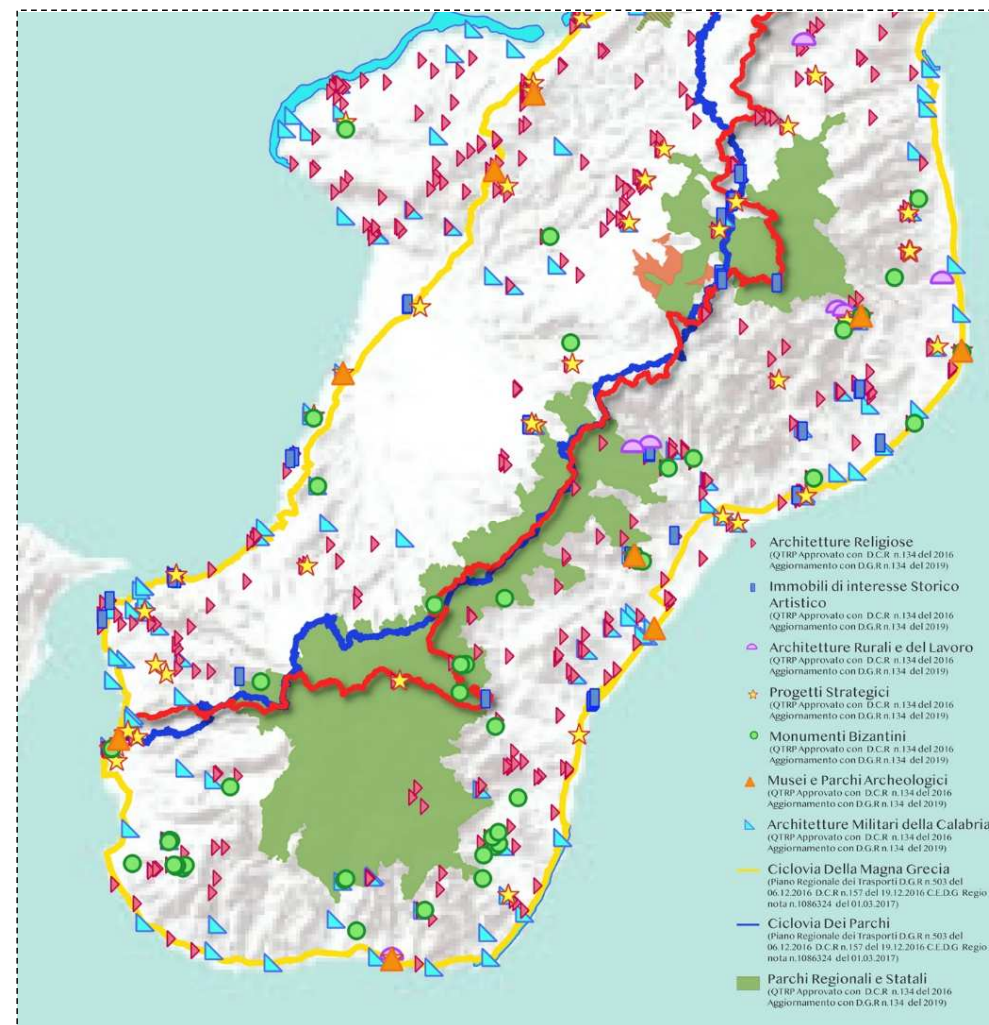 Architetture Religiose
(QTRP Approvato con D.C.R n.134 del 2016
Aggiornamento con D.G.R n.134 del 2019)
Immobili di interesse Storico
Artistico
(QTRP Approvato con D.C.R n.134 del 2016
Aggiornamento con D.G.R n.134 del 2019)
Architetture Rurali e del Lavoro
(QTRP Approvato con D.C.R n.134 del 2016
Aggiornamento con D.G.R n.134 del 2019)
Progetti Strategici
(QTRP Approvato con D.C.R n.134 del 2016
Aggiornamento con D.G.R n.134 del 2019)
Monumenti Bizantini
(QTRP Approvato con D.C.R n.134 del 2016
Aggiornamento con D.G.R n.134 del 2019)
Musei e Parchi Archeologici
(QTRP Approvato con D.C.R n.134 del 2016
Aggiornamento con D.G.R n.134 del 2019)
Architetture Militari della Calabria
(QTRP Approvato con D.C.R n.134 del 2016
Aggiornamento con D.G.R n.134 del 2019)
Ciclovia Della Magna Grecia
(Piano Regionale dei Trasporti D.G.R n.503 del
06.12.2016 D.C.R n.157 del 19.12.2016 C.E.D.G Regio
nota n.1086324 del 01.03.2017)
Ciclovia Dei Parchi
(Piano Regionale dei Trasporti D.G.R n.503 del
06.12.2016 D.C.R n.157 del 19.12.2016 C.E.D.G Regio
nota n.1086324 del 01.03.2017)
Parchi Regionali e Statali
(QTRP Approvato con D.C.R n.134 del 2016
Aggiornamento con D.G.R n.134 del 2019)